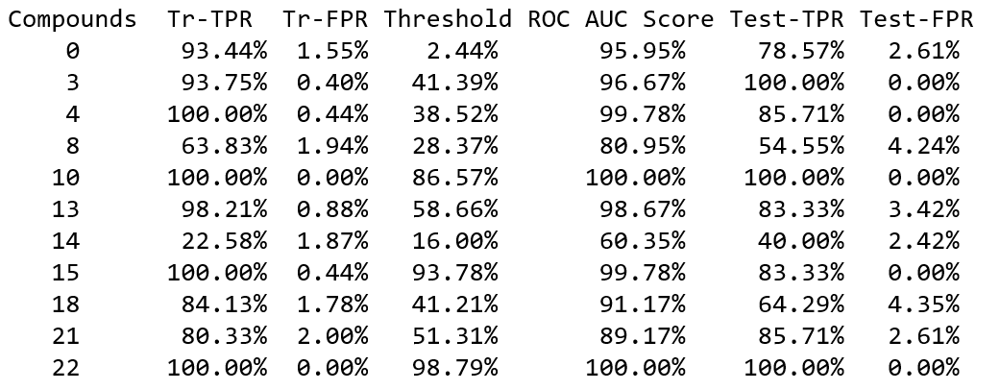 Compounds Tr-TPR Tr-FPR Threshold ROC AUC Score Test-TPR Test-FPR
0 93.44% 1.55% 2.44% 95.95% 78.57% 2.61%
3 93.75% 0.40% 41.39% 96.67% 100.00% 0.00%
4 100.00% 0.44% 38.52% 99.78% 85.71% 0.00%
8 63.83% 1.94% 28.37% 80.95% 54.55% 4.24%
10 100.00% 0.00% 86.57% 100.00% 100.00% 0.00%
13 98.21% 0.88% 58.66% 98.67% 83.33% 3.42%
14 22.58% 1.87% 16.00% 60.35% 40.00% 2.42%
15 100.00% 0.44% 93.78% 99.78% 83.33% 0.00%
18 84.13% 1.78% 41.21% 91.17% 64.29% 4.35%
21 80.33% 2.00% 51.31% 89.17% 85.71% 2.61%
22 100.00% 0.00% 98.79% 100.00% 100.00% 0.00%